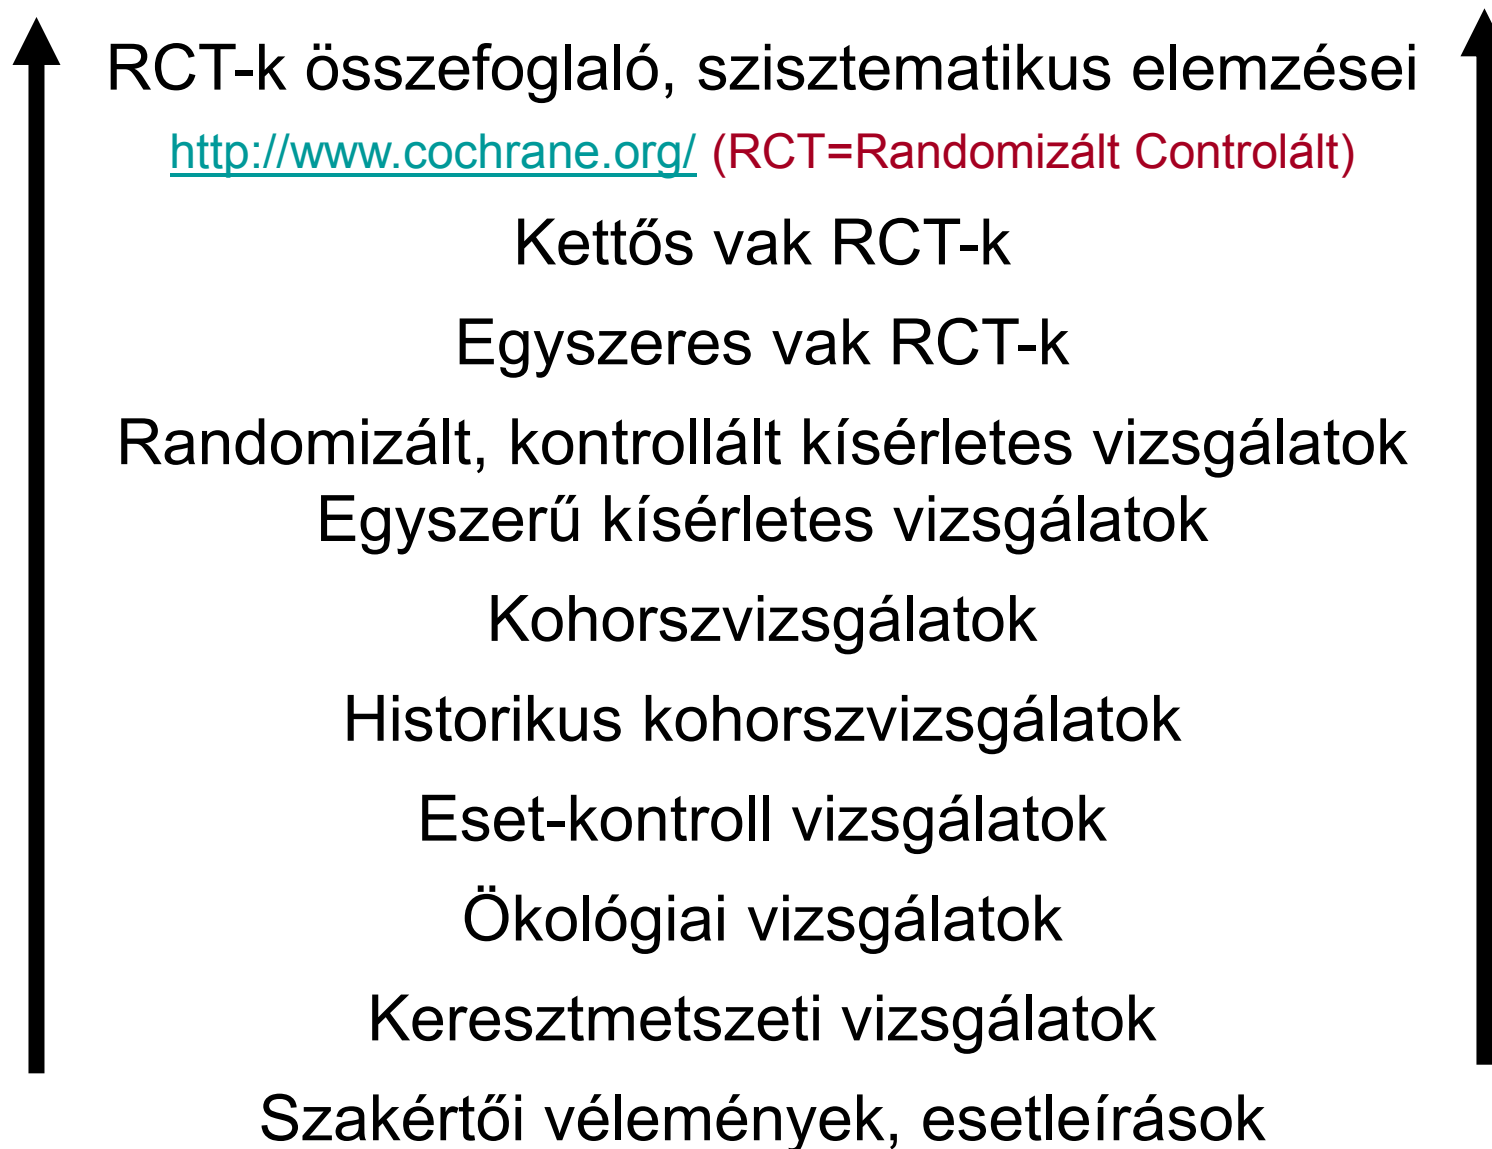 RCT-k összefoglaló, szisztematikus elemzései
http://www.cochrane.org/ (RCT=Randomizált Controlált)
Kettős vak RCT-k
Egyszeres vak RCT-k
Randomizált, kontrollált kísérletes vizsgálatok
Egyszerű kísérletes vizsgálatok
Kohorszvizsgálatok
Historikus kohorszvizsgálatok
Eset-kontroll vizsgálatok
Ökológiai vizsgálatok
Keresztmetszeti vizsgálatok
Szakértői vélemények, esetleírások